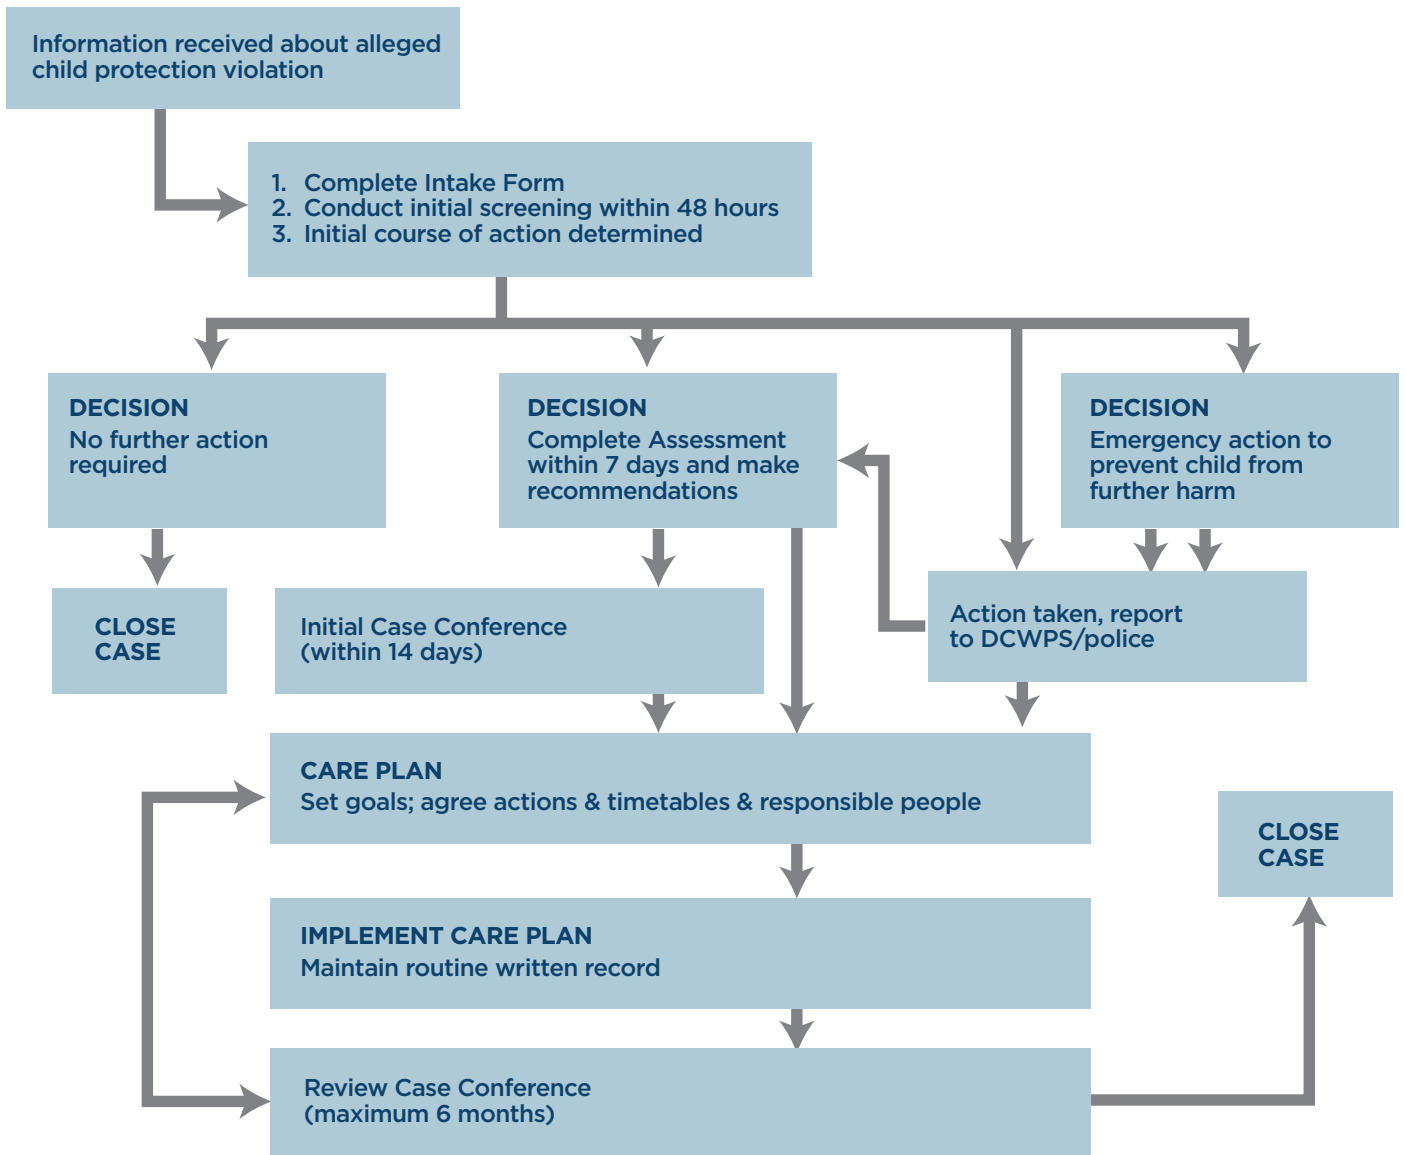 Information received about alleged
child protection violation
1. Complete Intake Form
2. Conduct initial screening within 48 hours
3. Initial course of action determined
DECISION
No further action
required
DECISION
Complete Assessment
within 7 days and make
recommendations
DECISION
Emergency action to
prevent child from
further harm
CLOSE
CASE
Initial Case Conference
(within 14 days)
Action taken, report
to DCWPS/police
CARE PLAN
Set goals; agree actions & timetables & responsible people
CLOSE
CASE
IMPLEMENT CARE PLAN
Maintain routine written record
Review Case Conference
(maximum 6 months)